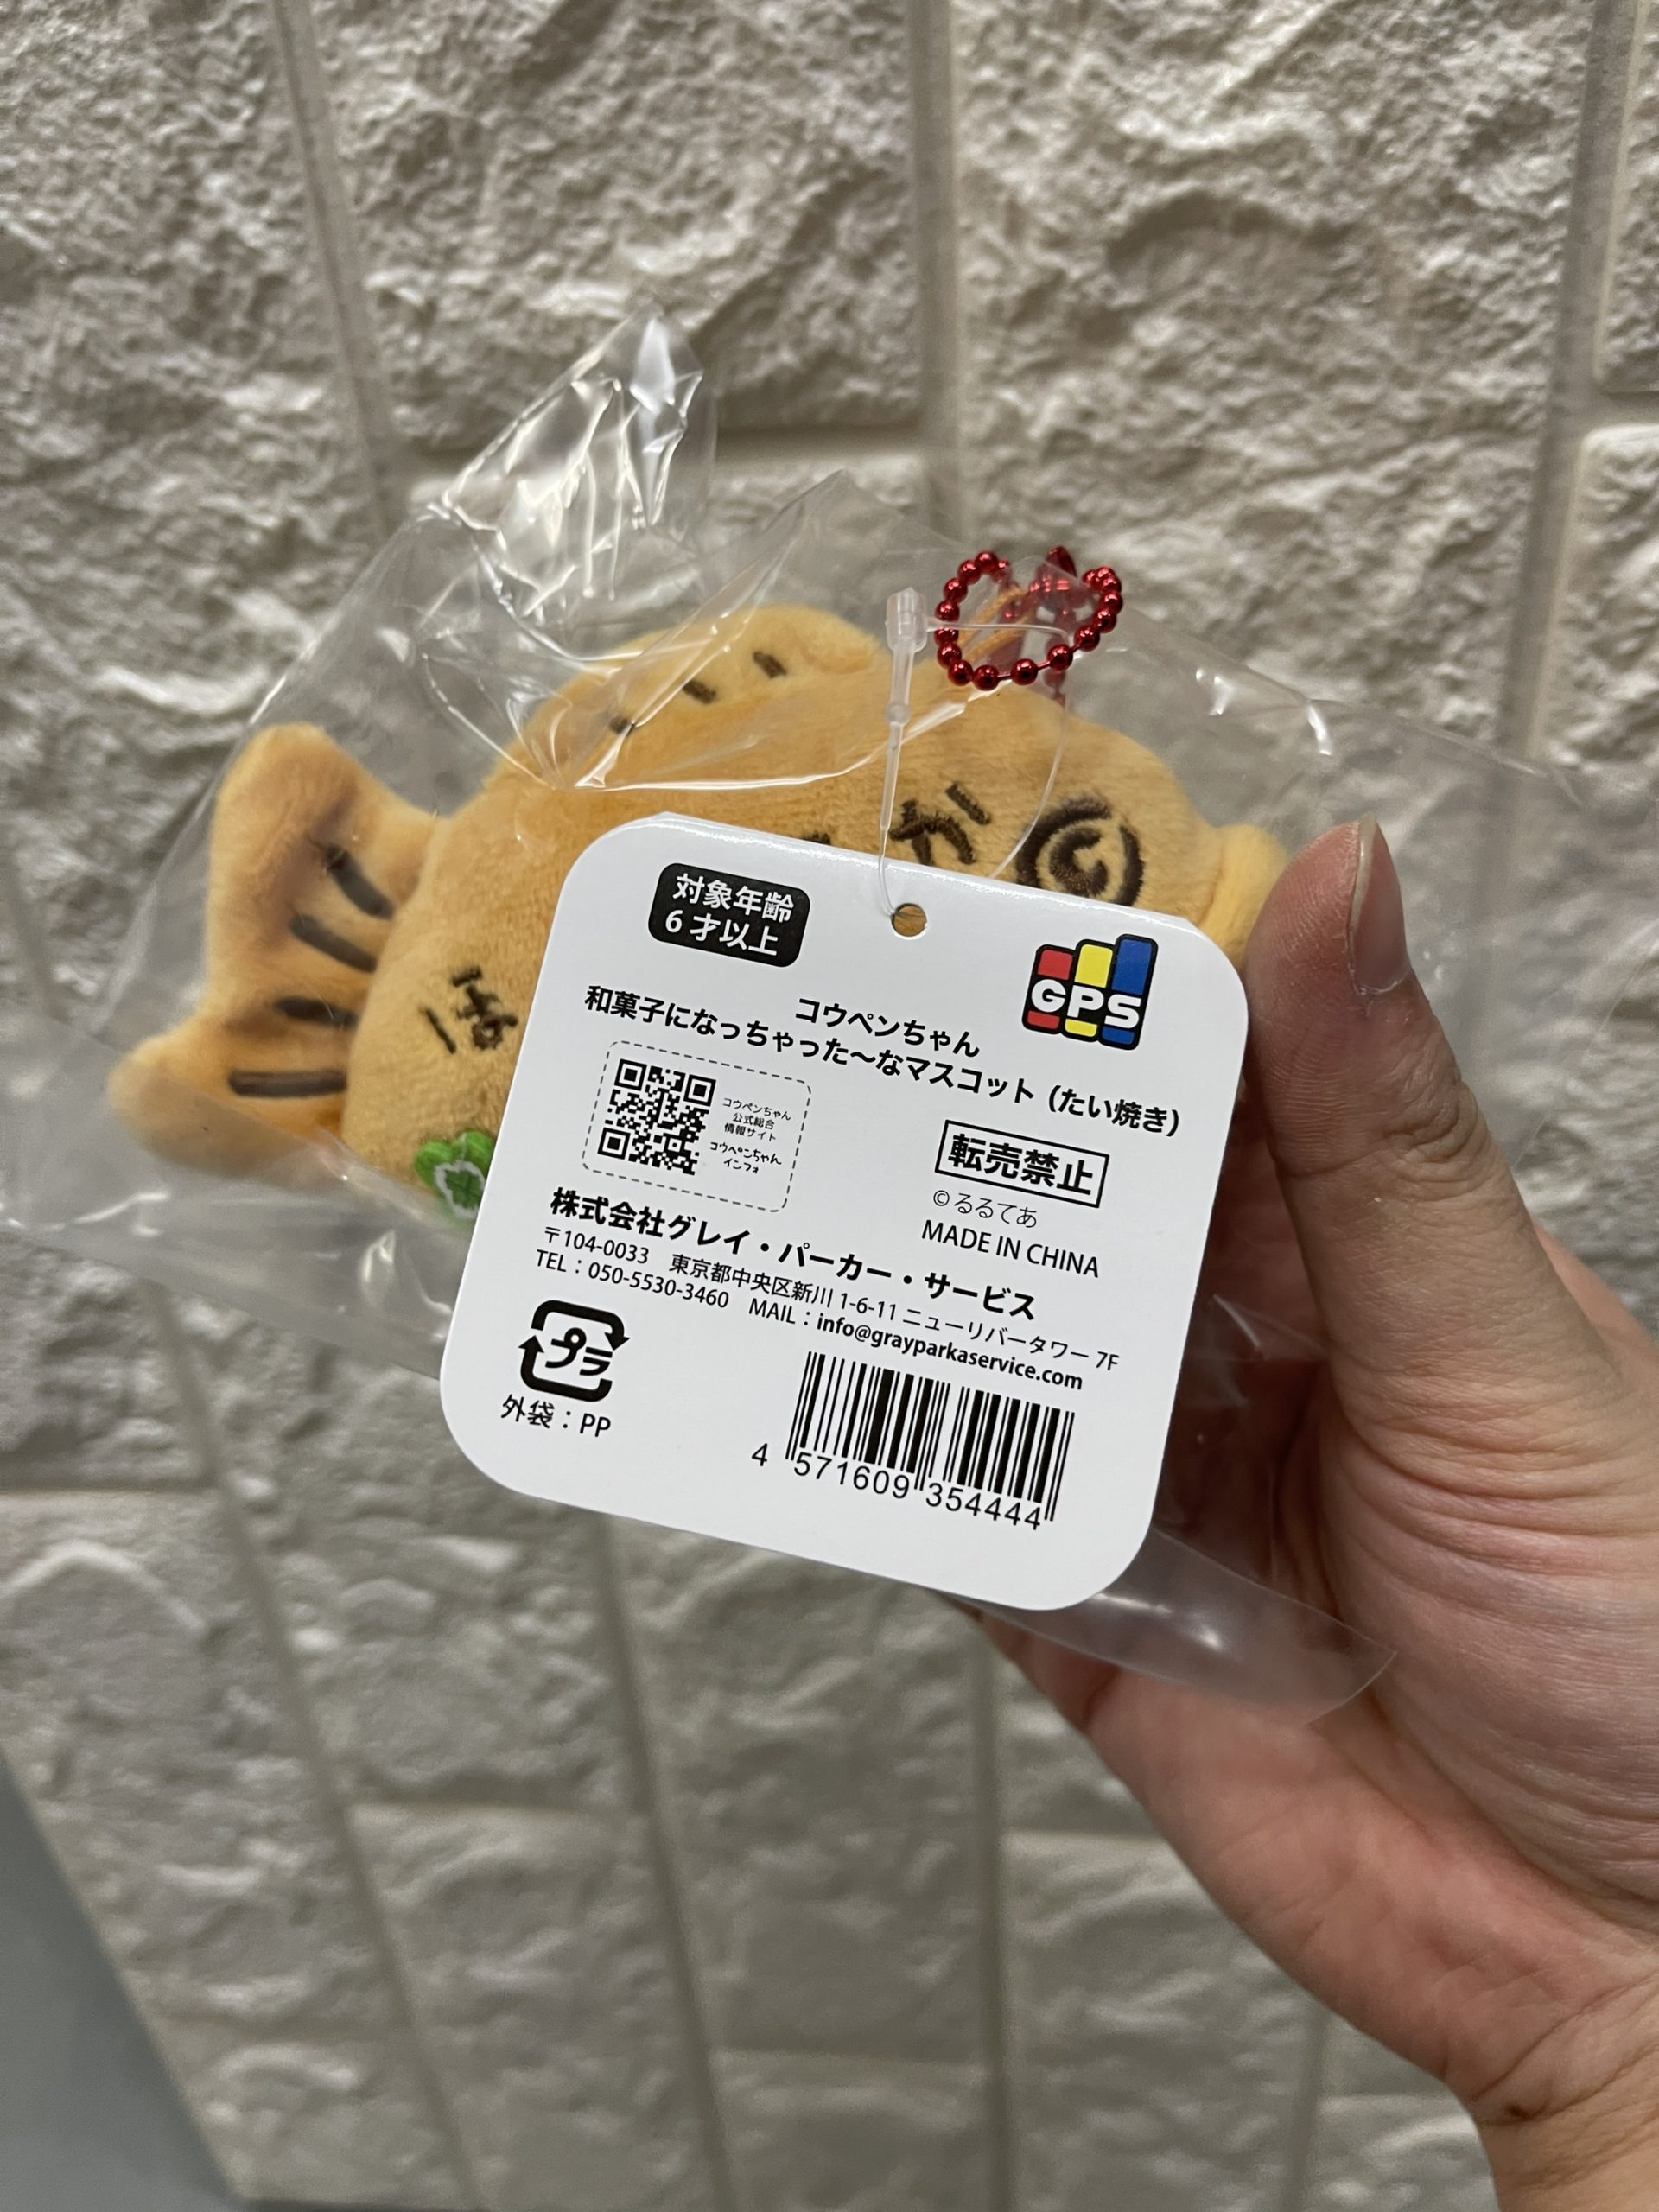 か
ほ
対象年齢
6才以上
GPS
コウペンちゃん
和菓子になっちゃった〜なマスコット（たい焼き）
コウペンちゃん
公式総合
情報サイト
コウペンちゃん
インフォ
転売禁止
©るるてあ
MADE IN CHINA
株式会社グレイ・パーカー・サービス
〒104-0033 東京都中央区新川 1-6-11 ニューリバータワー 7F
TEL：050-5530-3460 MAIL：info@grayparkaservice.com
プラ
外袋：PP
4 571609 354444